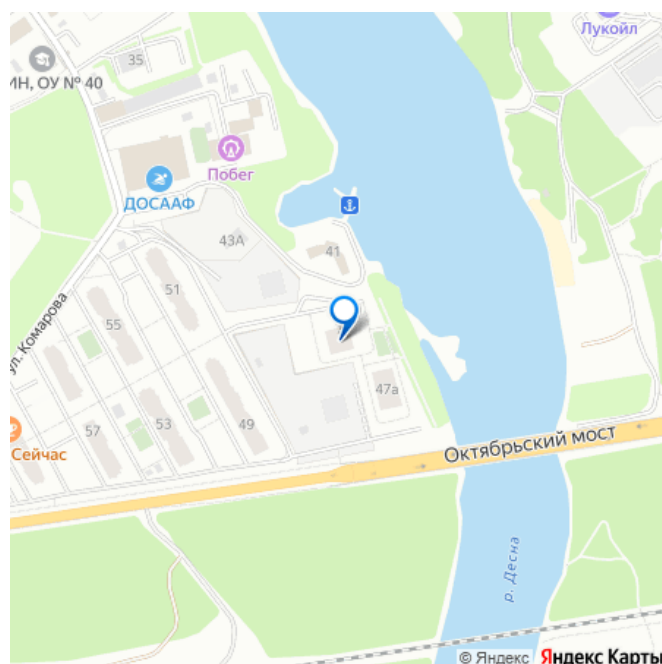 Лукойл
35
ИН, ОУ № 40
Побег
ДОСААФ
43А
41
51
ул. Комарова
55
47а
57
53
49
Сейчас
Октябрьский мост
р. Десна
© Яндекс Яндекс Карты